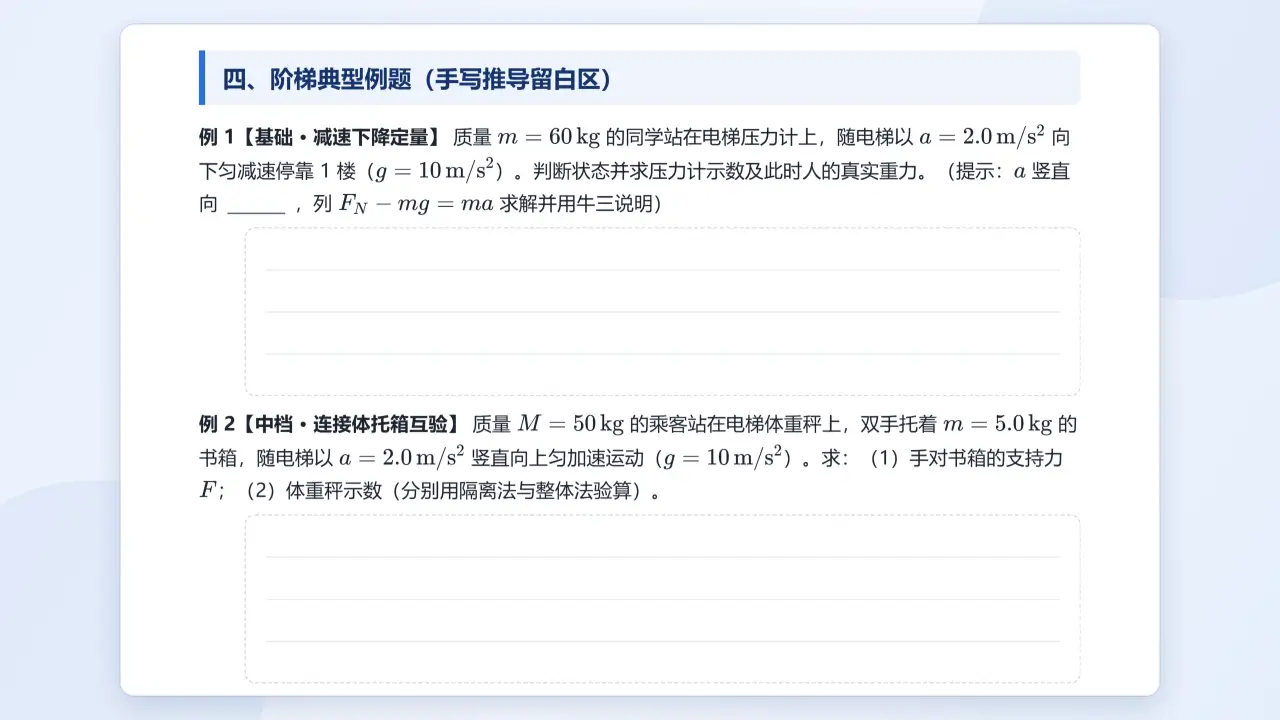 四、阶梯典型例题（手写推导留白区）
例 1【基础·减速下降定量】 质量 m = 60 kg 的同学站在电梯压力计上，随电梯以 a = 2.0 m/s² 向
下匀减速停靠 1 楼（g = 10 m/s²）。判断状态并求压力计示数及此时人的真实重力。（提示：a 竖直
向 _____ ，列 F_N − mg = ma 求解并用牛三说明）
例 2【中档·连接体托箱互验】 质量 M = 50 kg 的乘客站在电梯体重秤上，双手托着 m = 5.0 kg 的
书箱，随电梯以 a = 2.0 m/s² 竖直向上匀加速运动（g = 10 m/s²）。求：（1）手对书箱的支持力
F；（2）体重秤示数（分别用隔离法与整体法验算）。